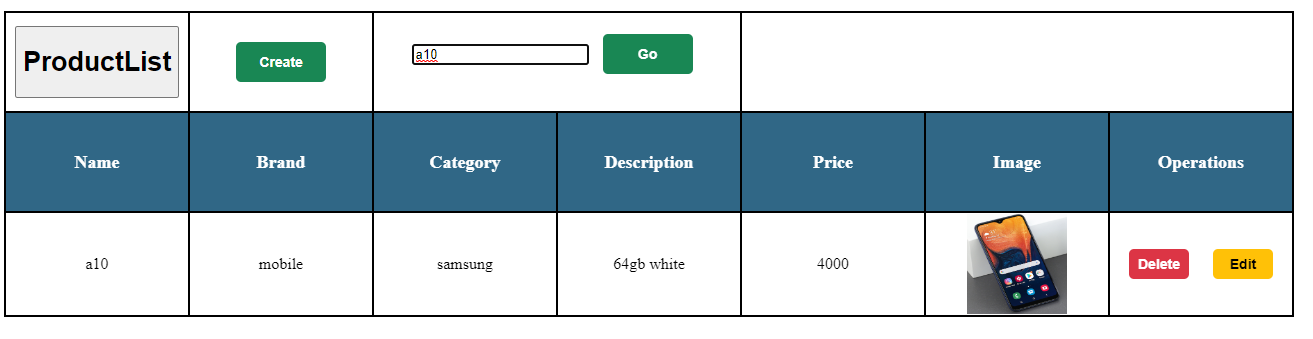 ProductList
Create
a10
Go
Name Brand Category Description Price Image Operations
a10 mobile samsung 64gb white 4000 Delete Edit